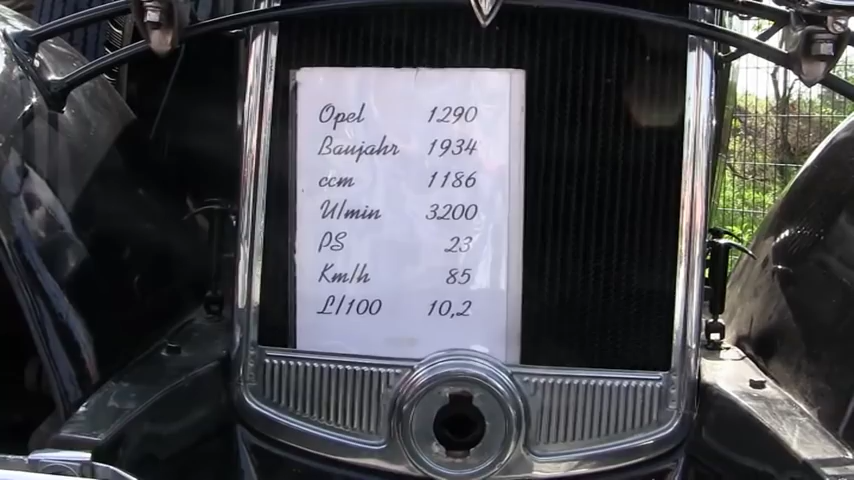 Opel 1290
Baujahr 1934
ccm 1186
U/min 3200
PS 23
Km/h 85
L/100 10,2